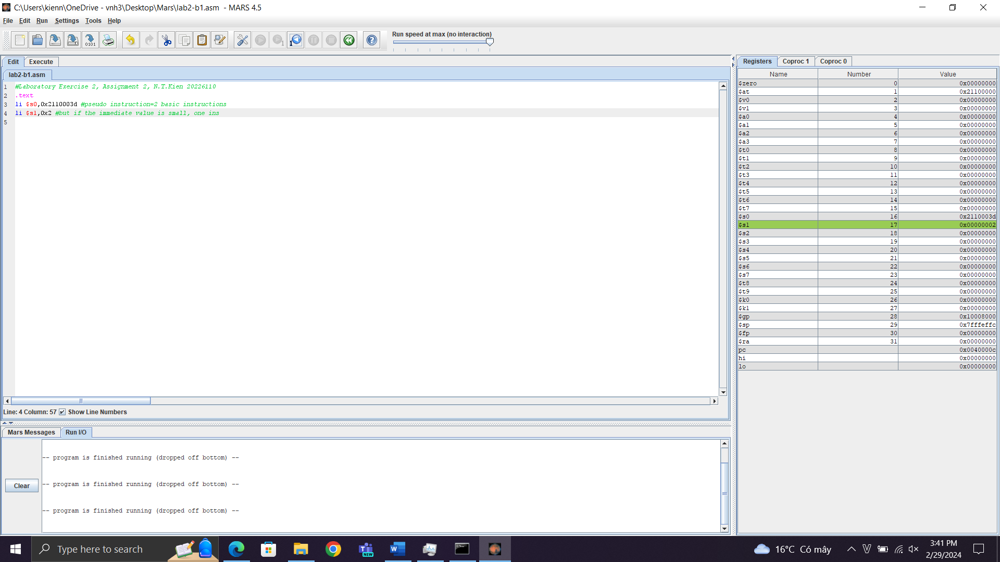 C:\Users\kienn\OneDrive - vnh3\Desktop\Mars\lab2-b1.asm - MARS 4.5
File Edit Run Settings Tools Help
0101
1
1
Run speed at max (no interaction)
Edit Execute
lab2-b1.asm
1 #Laboratory Exercise 2, Assignment 2, N.T.Kien 20226110
2 .text
3 li $s0,0x2110003d #pseudo instruction=2 basic instructions
4 li $s1,0x2 #but if the immediate value is small, one ins
5
Line: 4 Column: 57 Show Line Numbers
Mars Messages Run I/O
-- program is finished running (dropped off bottom) --
-- program is finished running (dropped off bottom) --
-- program is finished running (dropped off bottom) --
Clear
Registers Coproc 1 Coproc 0
Name Number Value
$zero 0 0x00000000
$at 1 0x21100000
$v0 2 0x00000000
$v1 3 0x00000000
$a0 4 0x00000000
$a1 5 0x00000000
$a2 6 0x00000000
$a3 7 0x00000000
$t0 8 0x00000000
$t1 9 0x00000000
$t2 10 0x00000000
$t3 11 0x00000000
$t4 12 0x00000000
$t5 13 0x00000000
$t6 14 0x00000000
$t7 15 0x00000000
$s0 16 0x2110003d
$s1 17 0x00000002
$s2 18 0x00000000
$s3 19 0x00000000
$s4 20 0x00000000
$s5 21 0x00000000
$s6 22 0x00000000
$s7 23 0x00000000
$t8 24 0x00000000
$t9 25 0x00000000
$k0 26 0x00000000
$k1 27 0x00000000
$gp 28 0x10008000
$sp 29 0x7fffeffc
$fp 30 0x00000000
$ra 31 0x00000000
pc 0x0040000c
hi 0x00000000
lo 0x00000000
Type here to search
NEW
16°C Có mây
3:41 PM
2/29/2024